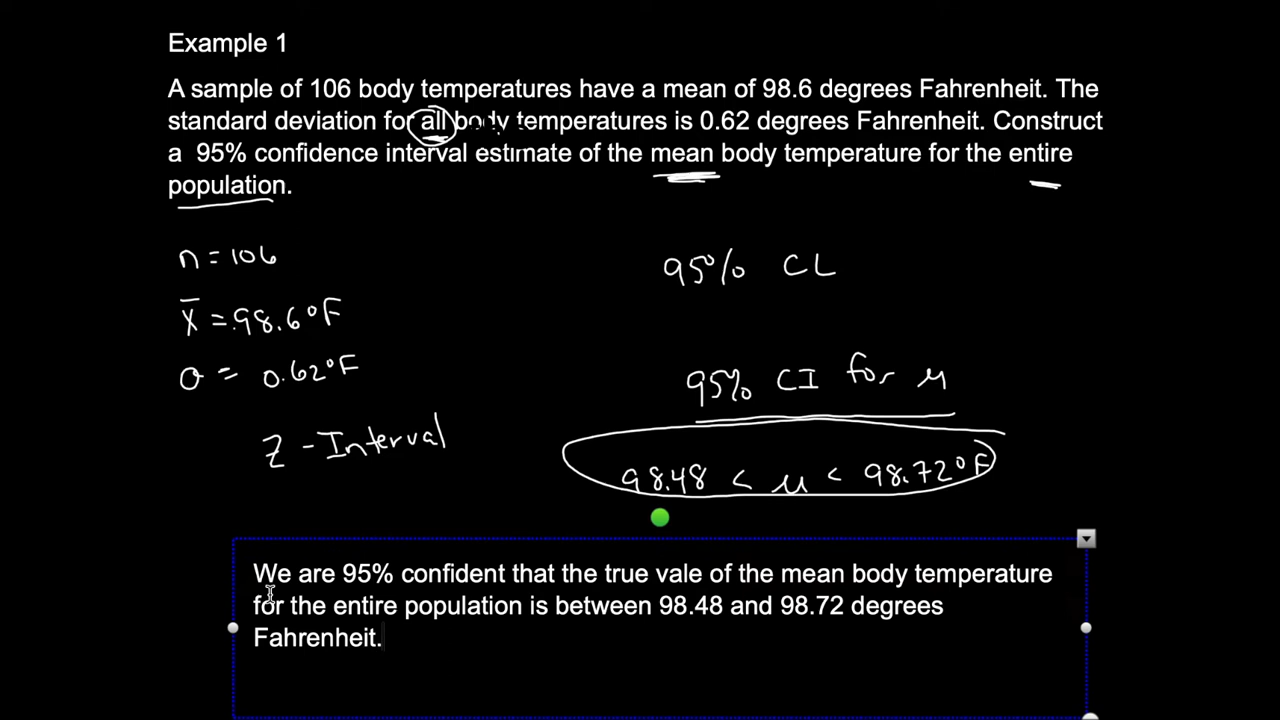 Example 1
A sample of 106 body temperatures have a mean of 98.6 degrees Fahrenheit. The
standard deviation for all body temperatures is 0.62 degrees Fahrenheit. Construct
a 95% confidence interval estimate of the mean body temperature for the entire
population.
n = 106
95% CL
x̄ = 98.6°F
σ = 0.62°F
95% CI for μ
Z - Interval
98.48 < μ < 98.72°F
We are 95% confident that the true vale of the mean body temperature
for the entire population is between 98.48 and 98.72 degrees
Fahrenheit.